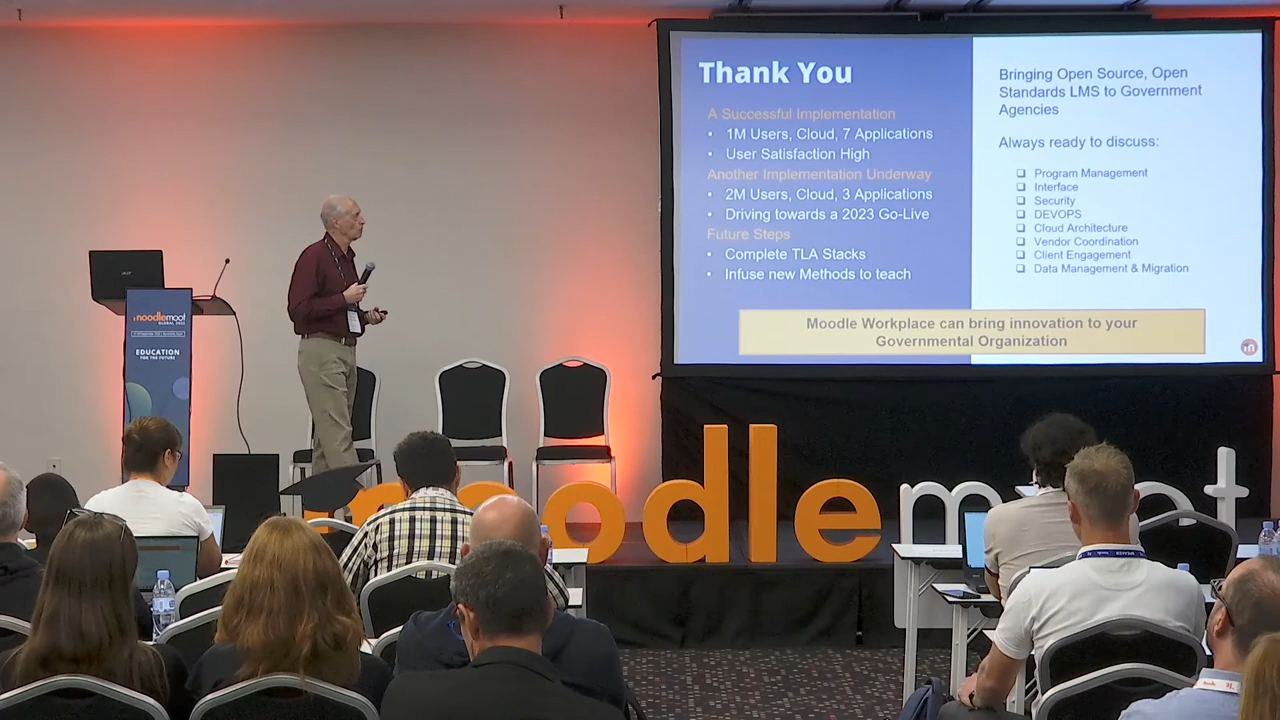 Thank You
A Successful Implementation
• 1M Users, Cloud, 7 Applications
• User Satisfaction High
Another Implementation Underway
• 2M Users, Cloud, 3 Applications
• Driving towards a 2023 Go-Live
Future Steps
• Complete TLA Stacks
• Infuse new Methods to teach
Bringing Open Source, Open
Standards LMS to Government
Agencies
Always ready to discuss:
❑ Program Management
❑ Interface
❑ Security
❑ DEVOPS
❑ Cloud Architecture
❑ Vendor Coordination
❑ Client Engagement
❑ Data Management & Migration
Moodle Workplace can bring innovation to your
Governmental Organization
acer
moodlemoot
GLOBAL 2022
EDUCATION
FOR THE FUTURE
moodlemoot